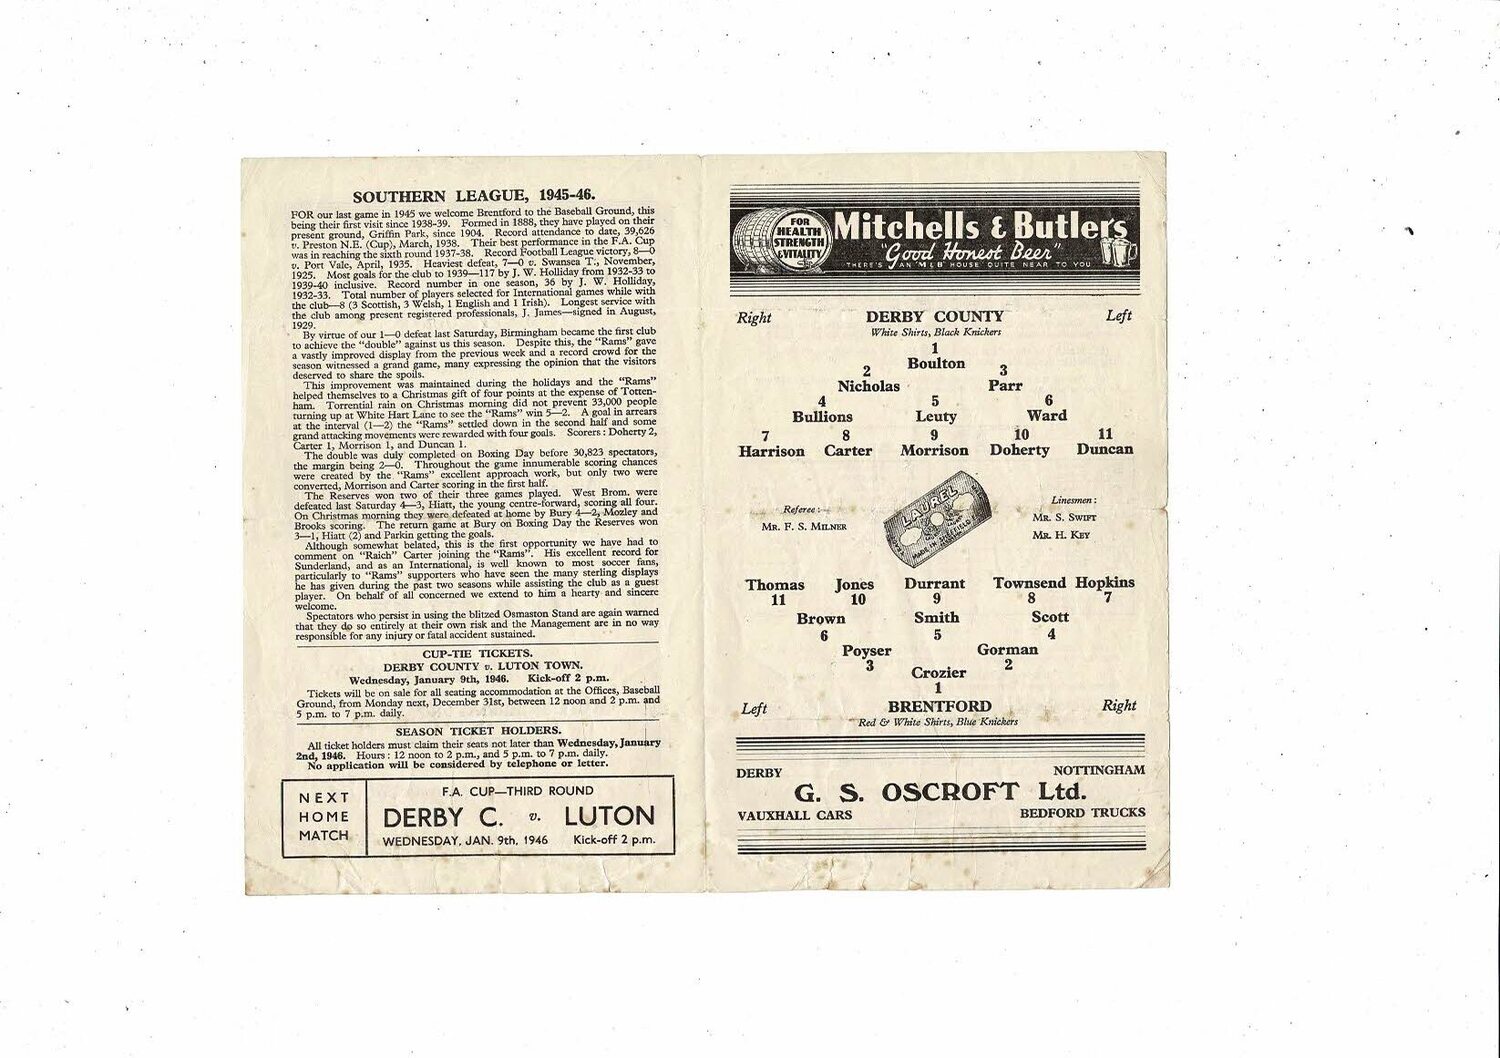 SOUTHERN LEAGUE, 1945-46.
FOR our last game in 1945 we welcome Brentford to the Baseball Ground, this
being their first visit since 1938-39. Formed in 1888, they have played on their
present ground, Griffin Park, since 1904. Record attendance to date, 39,626
v. Preston N.E. (Cup), March, 1938. Their best performance in the F.A. Cup
was in reaching the sixth round 1937-38. Record Football League victory, 8—0
v. Port Vale, April, 1935. Heaviest defeat, 7—0 v. Swansea T., November,
1925. Most goals for the club to 1939—117 by J. W. Holliday from 1932-33 to
1939-40 inclusive. Record number in one season, 36 by J. W. Holliday,
1932-33. Total number of players selected for International games while with
the club—8 (3 Scottish, 3 Welsh, 1 English and 1 Irish). Longest service with
the club among present registered professionals, J. James—signed in August,
1929.
By virtue of our 1—0 defeat last Saturday, Birmingham became the first club
to achieve the "double" against us this season. Despite this, the "Rams" gave
a vastly improved display from the previous week and a record crowd for the
season witnessed a grand game, many expressing the opinion that the visitors
deserved to share the spoils.
This improvement was maintained during the holidays and the "Rams"
helped themselves to a Christmas gift of four points at the expense of Totten-
ham. Torrential rain on Christmas morning did not prevent 33,000 people
turning up at White Hart Lane to see the "Rams" win 5—2. A goal in arrears
at the interval (1—2) the "Rams" settled down in the second half and some
grand attacking movements were rewarded with four goals. Scorers : Doherty 2,
Carter 1, Morrison 1, and Duncan 1.
The double was duly completed on Boxing Day before 30,823 spectators,
the margin being 2—0. Throughout the game innumerable scoring chances
were created by the "Rams" excellent approach work, but only two were
converted, Morrison and Carter scoring in the first half.
The Reserves won two of their three games played. West Brom. were
defeated last Saturday 4—3, Hiatt, the young centre-forward, scoring all four.
On Christmas morning they were defeated at home by Bury 4—2, Mozley and
Brooks scoring. The return game at Bury on Boxing Day the Reserves won
3—1, Hiatt (2) and Parkin getting the goals.
Although somewhat belated, this is the first opportunity we have had to
comment on "Raich" Carter joining the "Rams". His excellent record for
Sunderland, and as an International, is well known to most soccer fans,
particularly to "Rams" supporters who have seen the many sterling displays
he has given during the past two seasons while assisting the club as a guest
player. On behalf of all concerned we extend to him a hearty and sincere
welcome.
Spectators who persist in using the blitzed Osmaston Stand are again warned
that they do so entirely at their own risk and the Management are in no way
responsible for any injury or fatal accident sustained.
CUP-TIE TICKETS.
DERBY COUNTY v. LUTON TOWN.
Wednesday, January 9th, 1946. Kick-off 2 p.m.
Tickets will be on sale for all seating accommodation at the Offices, Baseball
Ground, from Monday next, December 31st, between 12 noon and 2 p.m. and
5 p.m. to 7 p.m. daily.
SEASON TICKET HOLDERS.
All ticket holders must claim their seats not later than Wednesday, January
2nd, 1946. Hours : 12 noon to 2 p.m., and 5 p.m. to 7 p.m. daily.
No application will be considered by telephone or letter.
NEXT
HOME
MATCH
F.A. CUP—THIRD ROUND
DERBY C. v. LUTON
WEDNESDAY, JAN. 9th, 1946 Kick-off 2 p.m.
FOR
HEALTH
STRENGTH
& VITALITY
Mitchells & Butlers
"Good Honest Beer"
THERE'S AN M&B HOUSE QUITE NEAR TO YOU
Right DERBY COUNTY Left
White Shirts, Black Knickers
1
Boulton
2 3
Nicholas Parr
4 5 6
Bullions Leuty Ward
7 8 9 10 11
Harrison Carter Morrison Doherty Duncan
Referee :—
MR. F. S. MILNER
LAUREL
MADE IN SHEFFIELD
Linesmen :
MR. S. SWIFT
MR. H. KEY
Thomas Jones Durrant Townsend Hopkins
11 10 9 8 7
Brown Smith Scott
6 5 4
Poyser Gorman
3 2
Crozier
1
Left BRENTFORD Right
Red & White Shirts, Blue Knickers
DERBY NOTTINGHAM
G. S. OSCROFT Ltd.
VAUXHALL CARS BEDFORD TRUCKS